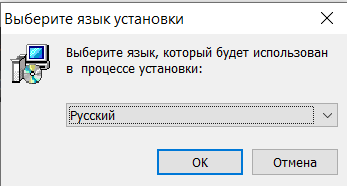 Выберите язык установки
Выберите язык, который будет использован
в процессе установки:
Русский
OK
Отмена